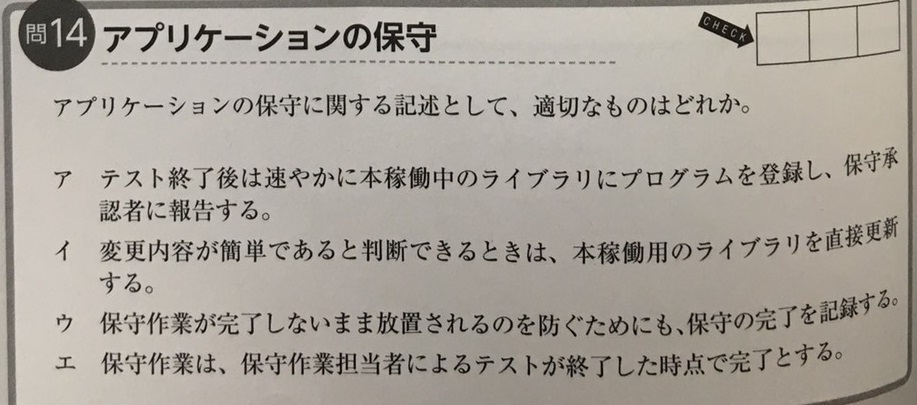 問14 アプリケーションの保守
CHECK
アプリケーションの保守に関する記述として、適切なものはどれか。
ア テスト終了後は速やかに本稼働中のライブラリにプログラムを登録し、保守承
認者に報告する。
イ 変更内容が簡単であると判断できるときは、本稼働用のライブラリを直接更新
する。
ウ 保守作業が完了しないまま放置されるのを防ぐためにも、保守の完了を記録する。
エ 保守作業は、保守作業担当者によるテストが終了した時点で完了とする。